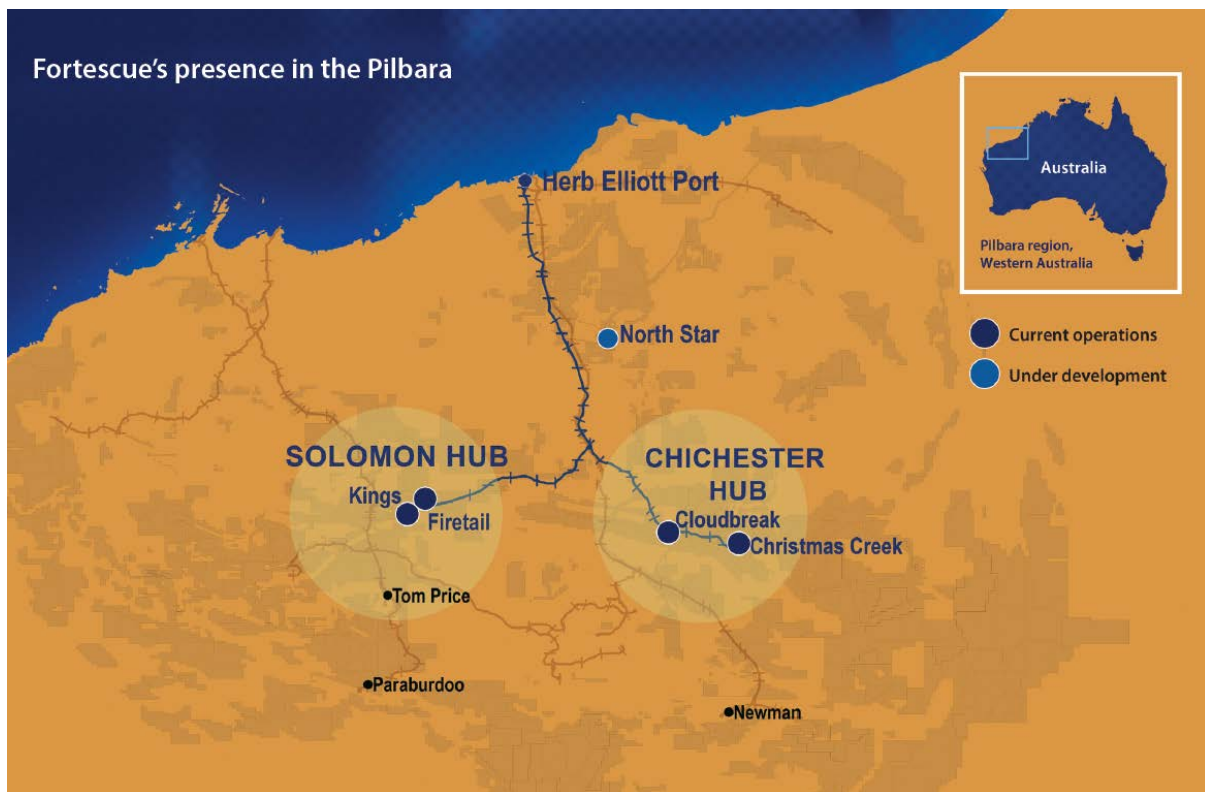 Fortescue's presence in the Pilbara
Australia
Pilbara region,
Western Australia
Herb Elliott Port
North Star
Current operations
Under development
SOLOMON HUB
Kings
Firetail
CHICHESTER
HUB
Cloudbreak
Christmas Creek
Tom Price
Paraburdoo
Newman